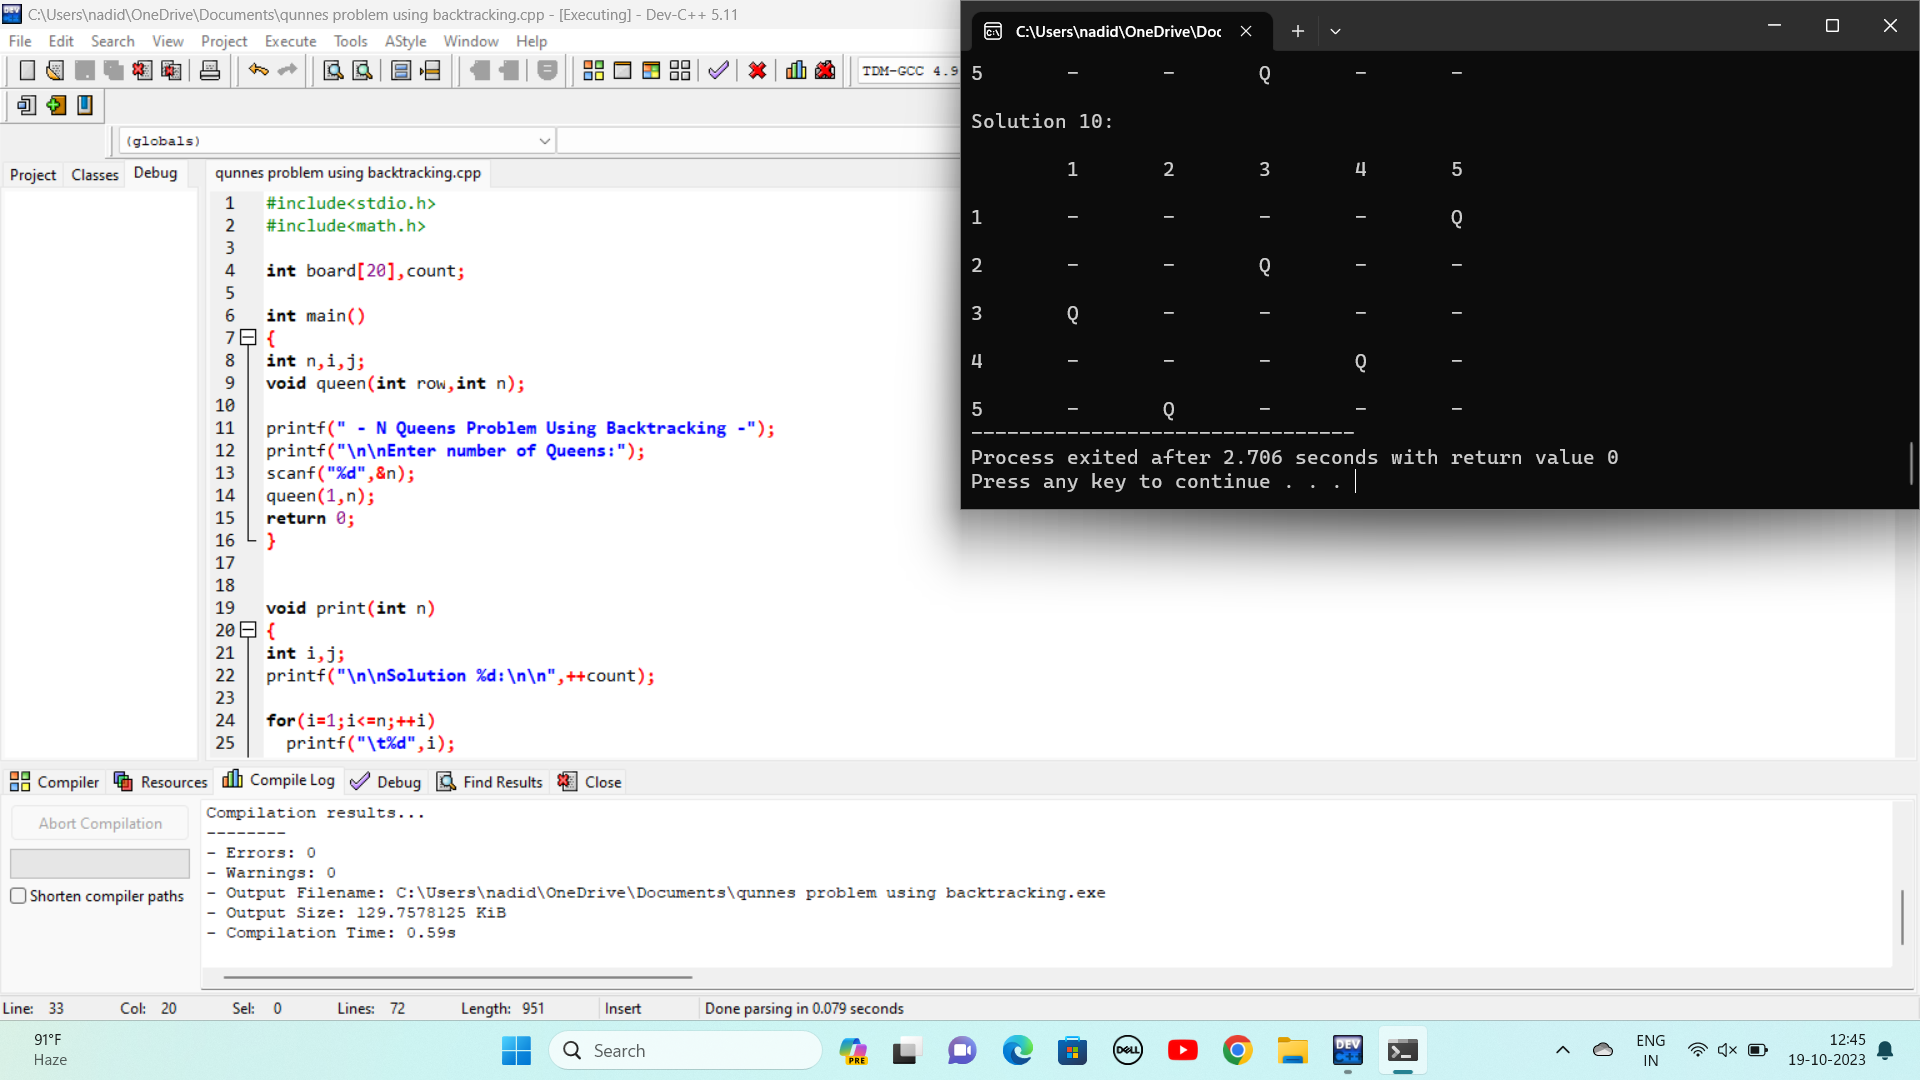 C:\Users\nadid\OneDrive\Documents\qunnes problem using backtracking.cpp - [Executing] - Dev-C++ 5.11
File Edit Search View Project Execute Tools AStyle Window Help
TDM-GCC 4.9
(globals)
Project Classes Debug
qunnes problem using backtracking.cpp
1 #include<stdio.h>
2 #include<math.h>
3
4 int board[20],count;
5
6 int main()
7 {
8 int n,i,j;
9 void queen(int row,int n);
10
11 printf(" - N Queens Problem Using Backtracking -");
12 printf("\n\nEnter number of Queens:");
13 scanf("%d",&n);
14 queen(1,n);
15 return 0;
16 }
17
18
19 void print(int n)
20 {
21 int i,j;
22 printf("\n\nSolution %d:\n\n",++count);
23
24 for(i=1;i<=n;++i)
25 printf("\t%d",i);
C:\Users\nadid\OneDrive\Doc
5 - - Q - -
Solution 10:
1 2 3 4 5
1 - - - - Q
2 - - Q - -
3 Q - - - -
4 - - - Q -
5 - Q - - -
--------------------------------
Process exited after 2.706 seconds with return value 0
Press any key to continue . . .
Compiler Resources Compile Log Debug Find Results Close
Abort Compilation
Shorten compiler paths
Compilation results...
--------
- Errors: 0
- Warnings: 0
- Output Filename: C:\Users\nadid\OneDrive\Documents\qunnes problem using backtracking.exe
- Output Size: 129.7578125 KiB
- Compilation Time: 0.59s
Line: 33 Col: 20 Sel: 0 Lines: 72 Length: 951 Insert Done parsing in 0.079 seconds
91°F
Haze
Search
PRE
DELL
DEV
C++
ENG
IN
12:45
19-10-2023